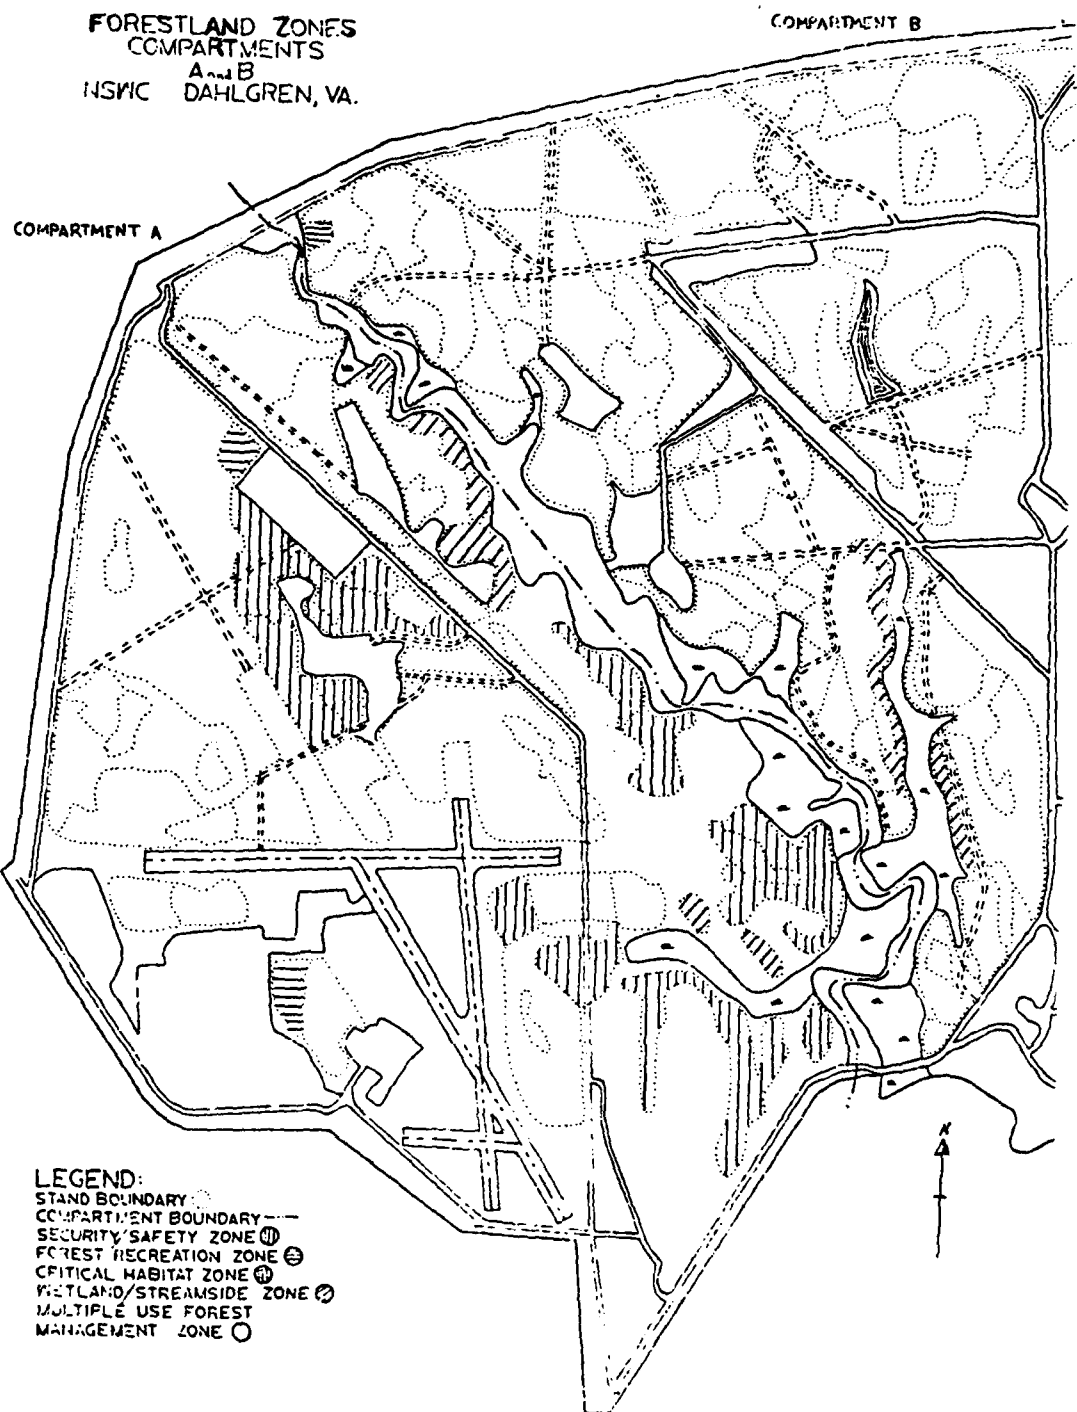 FORESTLAND ZONES
COMPARTMENTS
A and B
NSWC DAHLGREN, VA.
COMPARTMENT B
COMPARTMENT A
N
LEGEND:
STAND BOUNDARY
COMPARTMENT BOUNDARY
SECURITY/SAFETY ZONE
FOREST RECREATION ZONE
CRITICAL HABITAT ZONE
WETLAND/STREAMSIDE ZONE
MULTIPLE USE FOREST
MANAGEMENT ZONE